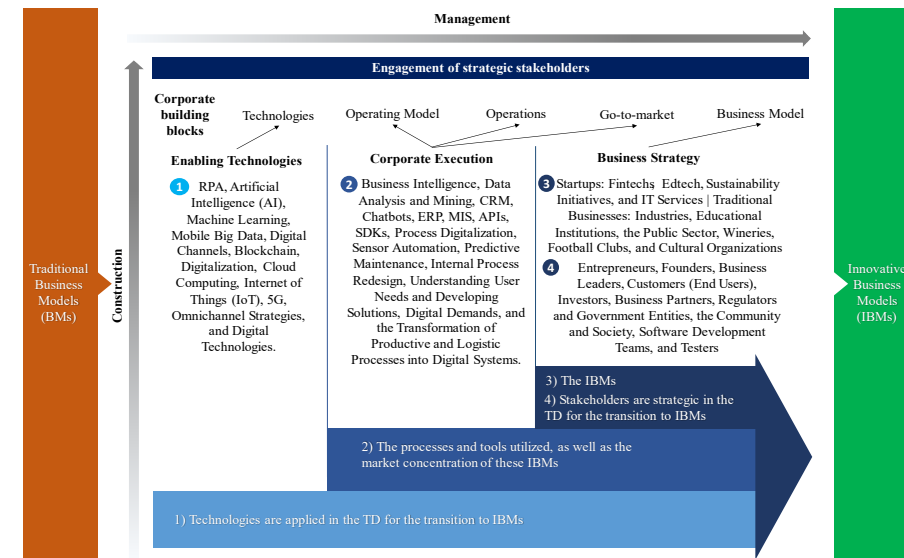 Management
Engagement of strategic stakeholders
Corporate
building
blocks
Technologies
Operating Model
Operations
Go-to-market
Business Model
Enabling Technologies
Corporate Execution
Business Strategy
1
RPA, Artificial
Intelligence (AI),
Machine Learning,
Mobile Big Data, Digital
Channels, Blockchain,
Digitalization, Cloud
Computing, Internet of
Things (IoT), 5G,
Omnichannel Strategies,
and Digital
Technologies.
2
Business Intelligence, Data
Analysis and Mining, CRM,
Chatbots, ERP, MIS, APIs,
SDKs, Process Digitalization,
Sensor Automation, Predictive
Maintenance, Internal Process
Redesign, Understanding User
Needs and Developing
Solutions, Digital Demands, and
the Transformation of
Productive and Logistic
Processes into Digital Systems.
3
Startups: Fintechs, Edtech, Sustainability
Initiatives, and IT Services | Traditional
Businesses: Industries, Educational
Institutions, the Public Sector, Wineries,
Football Clubs, and Cultural Organizations
4
Entrepreneurs, Founders, Business
Leaders, Customers (End Users),
Investors, Business Partners, Regulators
and Government Entities, the Community
and Society, Software Development
Teams, and Testers
Traditional
Business
Models
(BMs)
Construction
Innovative
Business
Models
(IBMs)
3) The IBMs
4) Stakeholders are strategic in the
TD for the transition to IBMs
2) The processes and tools utilized, as well as the
market concentration of these IBMs
1) Technologies are applied in the TD for the transition to IBMs